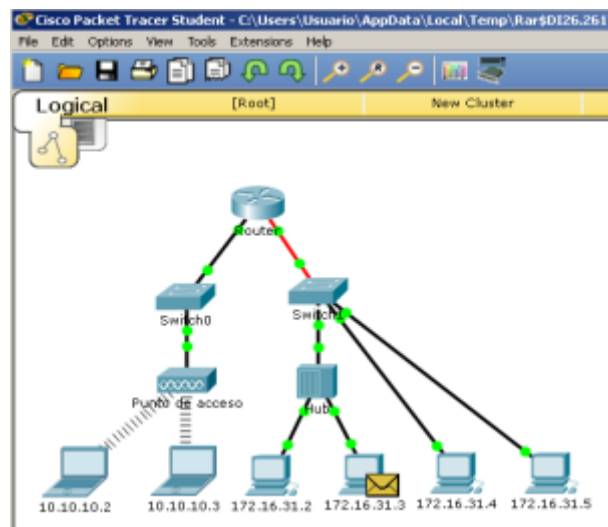 Cisco Packet Tracer Student - C:\Users\Usuario\AppData\Local\Temp\Rar$DI26.261
File Edit Options View Tools Extensions Help
Logical [Root] New Cluster
Router
Switch0 Switch1
Punto de acceso Hub
10.10.10.2 10.10.10.3 172.16.31.2 172.16.31.3 172.16.31.4 172.16.31.5